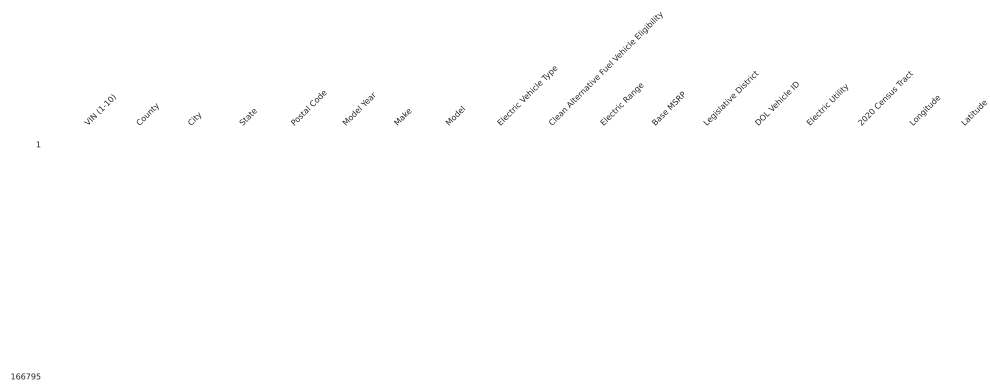 VIN (1-10)
County
City
State
Postal Code
Model Year
Make
Model
Electric Vehicle Type
Clean Alternative Fuel Vehicle Eligibility
Electric Range
Base MSRP
Legislative District
DOL Vehicle ID
Electric Utility
2020 Census Tract
Longitude
Latitude
1
166795